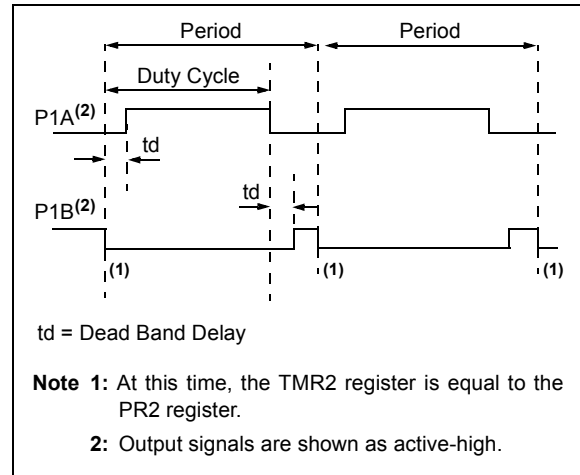 Period Period
Duty Cycle
P1A(2)
td
td
P1B(2)
(1) (1) (1)
td = Dead Band Delay
Note 1: At this time, the TMR2 register is equal to the
PR2 register.
2: Output signals are shown as active-high.